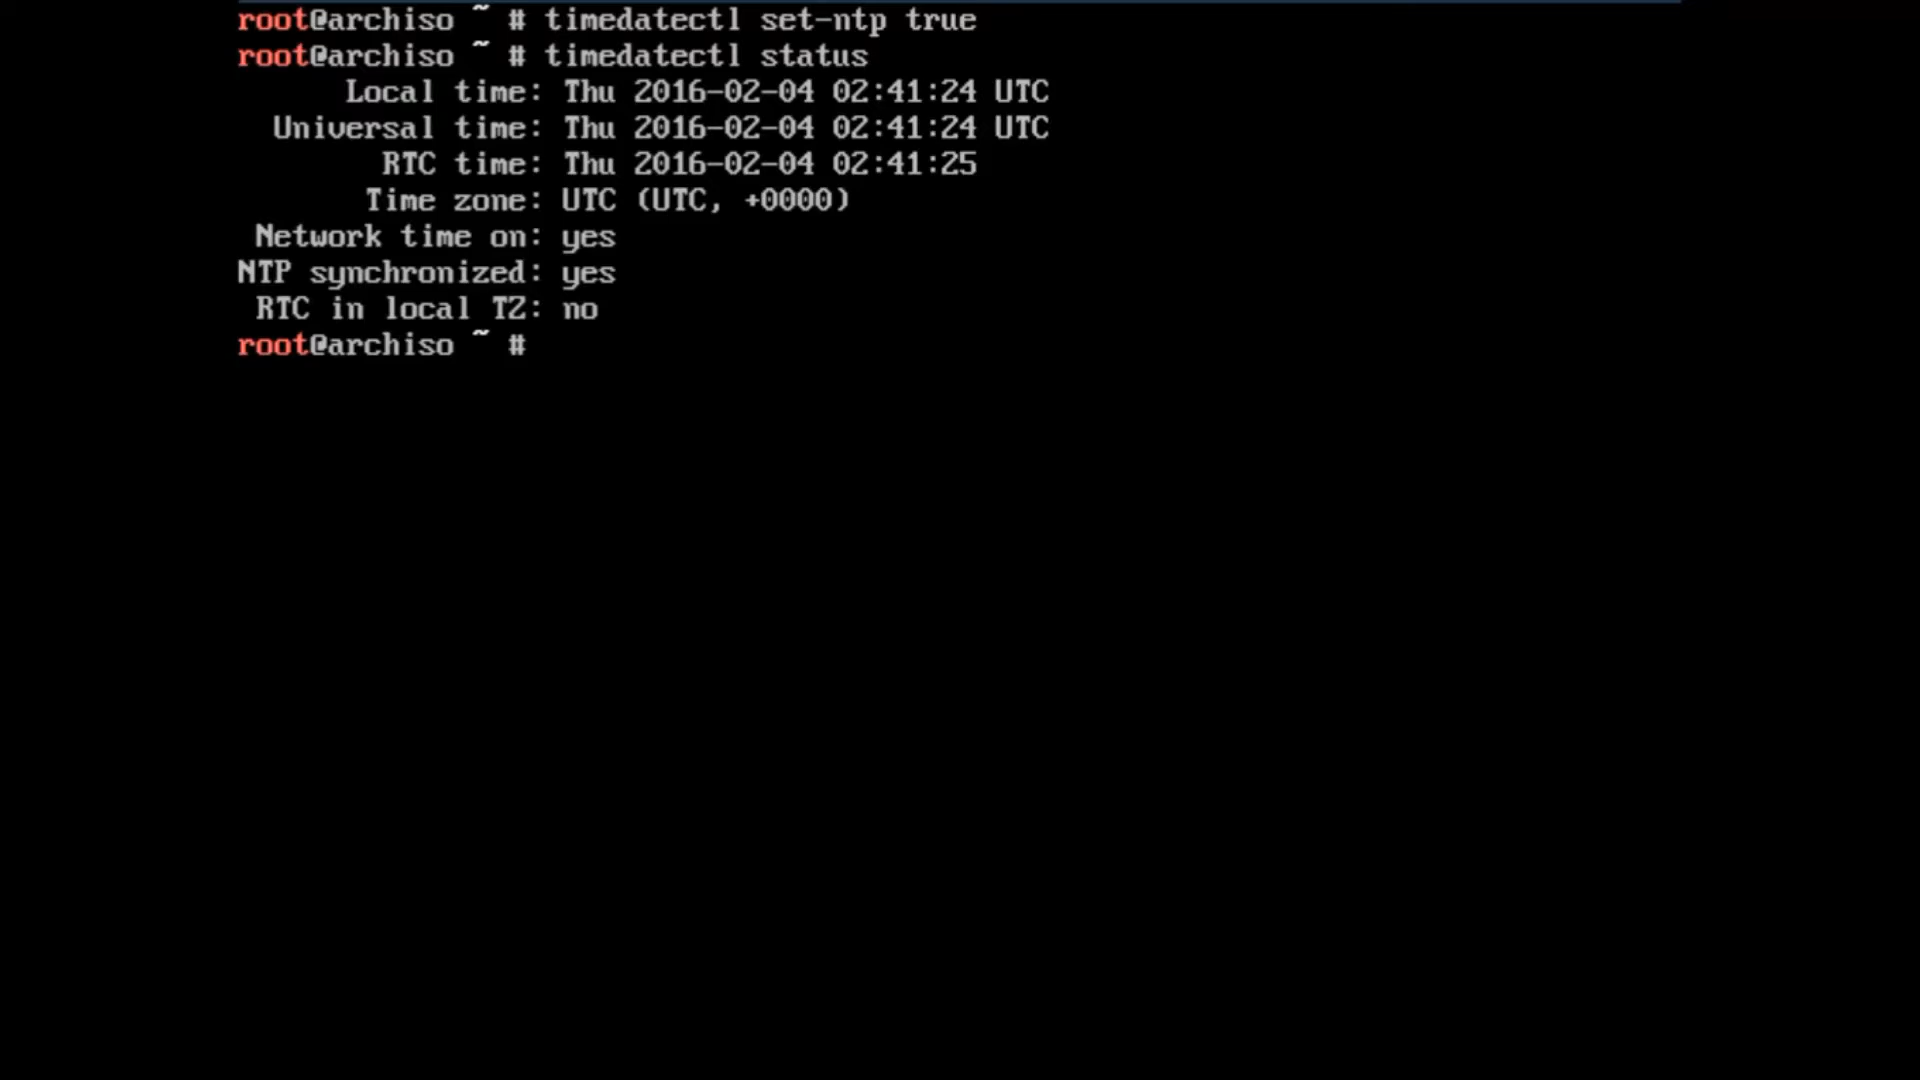 root@archiso ~ # timedatectl set-ntp true
root@archiso ~ # timedatectl status
Local time: Thu 2016-02-04 02:41:24 UTC
Universal time: Thu 2016-02-04 02:41:24 UTC
RTC time: Thu 2016-02-04 02:41:25
Time zone: UTC (UTC, +0000)
Network time on: yes
NTP synchronized: yes
RTC in local TZ: no
root@archiso ~ #